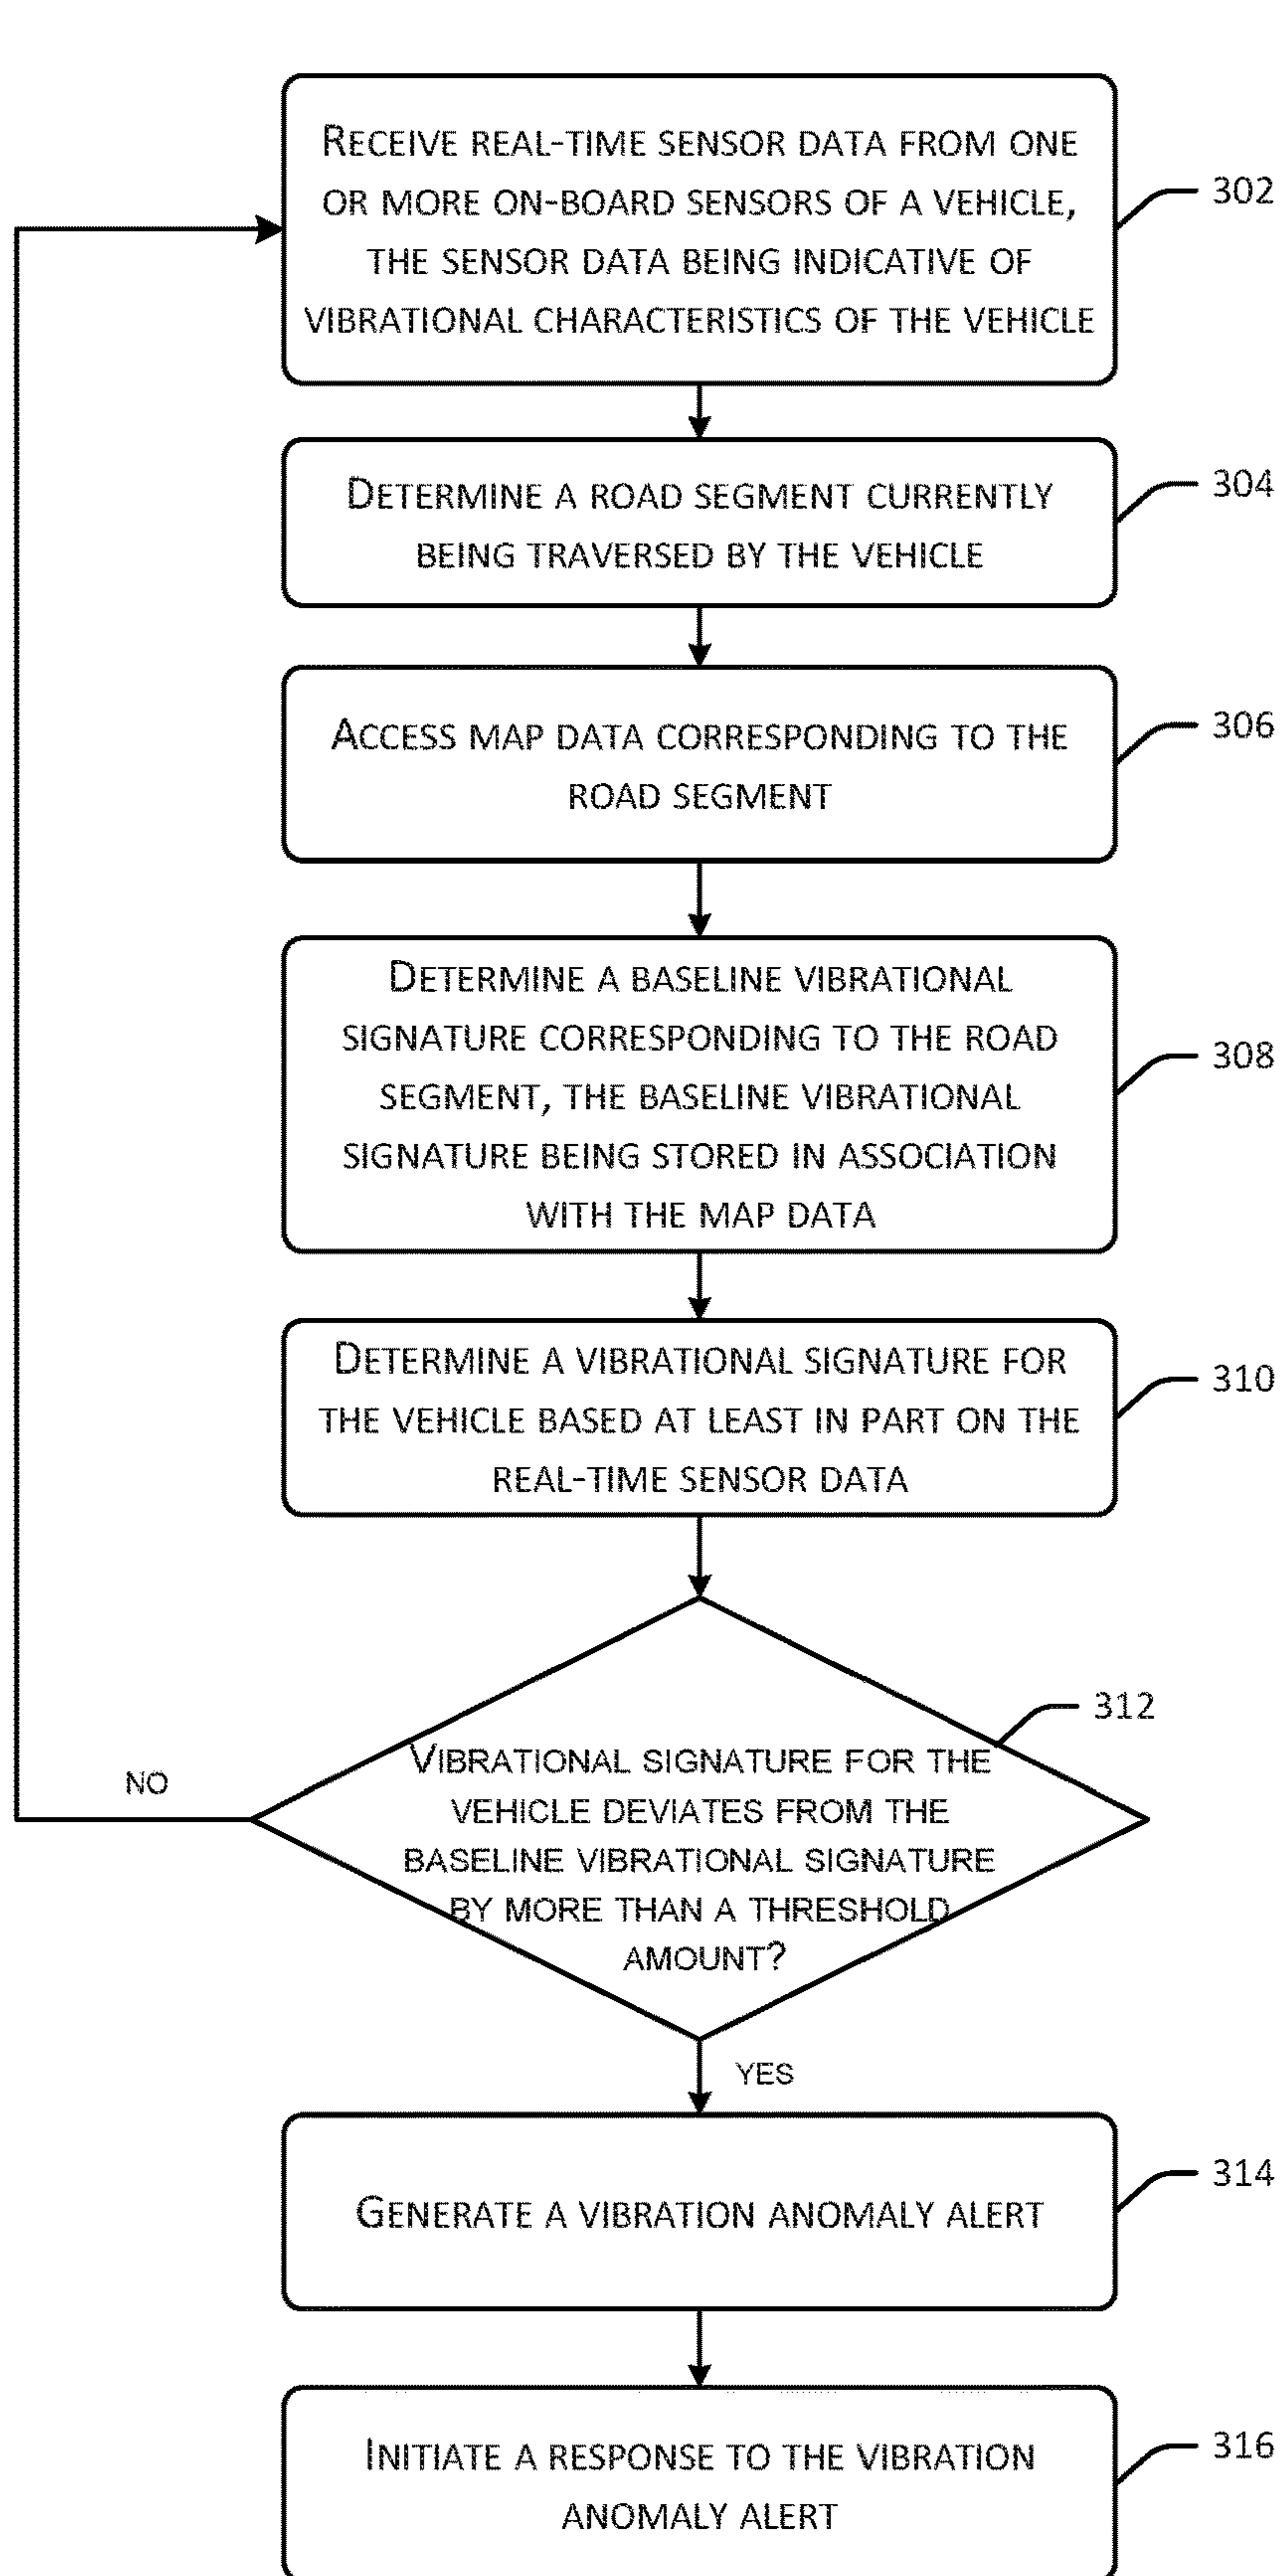 RECEIVE REAL-TIME SENSOR DATA FROM ONE
OR MORE ON-BOARD SENSORS OF A VEHICLE,
THE SENSOR DATA BEING INDICATIVE OF
VIBRATIONAL CHARACTERISTICS OF THE VEHICLE
302
DETERMINE A ROAD SEGMENT CURRENTLY
BEING TRAVERSED BY THE VEHICLE
304
ACCESS MAP DATA CORRESPONDING TO THE
ROAD SEGMENT
306
DETERMINE A BASELINE VIBRATIONAL
SIGNATURE CORRESPONDING TO THE ROAD
SEGMENT, THE BASELINE VIBRATIONAL
SIGNATURE BEING STORED IN ASSOCIATION
WITH THE MAP DATA
308
DETERMINE A VIBRATIONAL SIGNATURE FOR
THE VEHICLE BASED AT LEAST IN PART ON THE
REAL-TIME SENSOR DATA
310
312
VIBRATIONAL SIGNATURE FOR THE
VEHICLE DEVIATES FROM THE
BASELINE VIBRATIONAL SIGNATURE
BY MORE THAN A THRESHOLD
AMOUNT?
NO
YES
GENERATE A VIBRATION ANOMALY ALERT
314
INITIATE A RESPONSE TO THE VIBRATION
ANOMALY ALERT
316